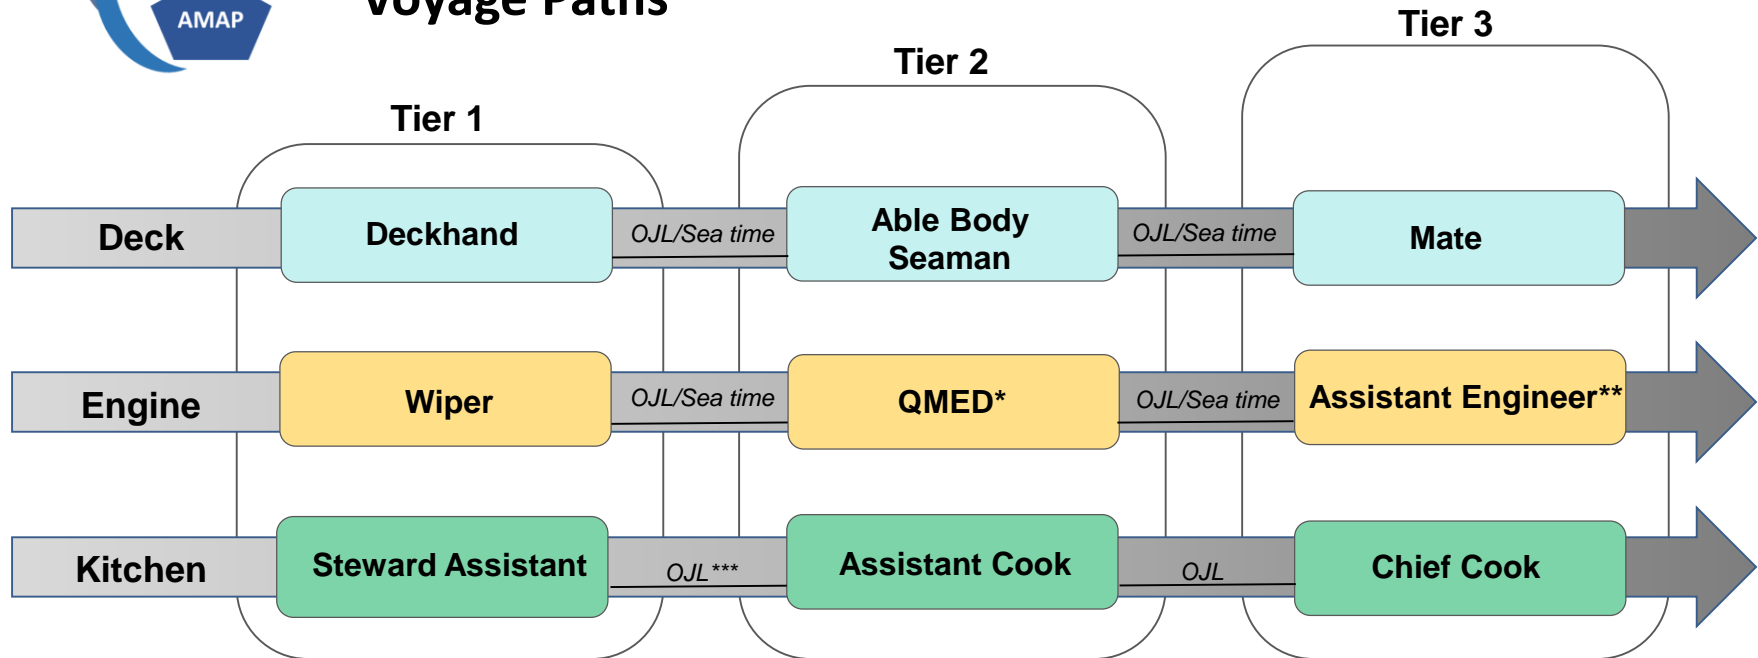 Voyage Paths
AMAP
Tier 1
Tier 2
Tier 3
Deck
Deckhand
OJL/Sea time
Able Body
Seaman
OJL/Sea time
Mate
Engine
Wiper
OJL/Sea time
QMED*
OJL/Sea time
Assistant Engineer**
Kitchen
Steward Assistant
OJL***
Assistant Cook
OJL
Chief Cook